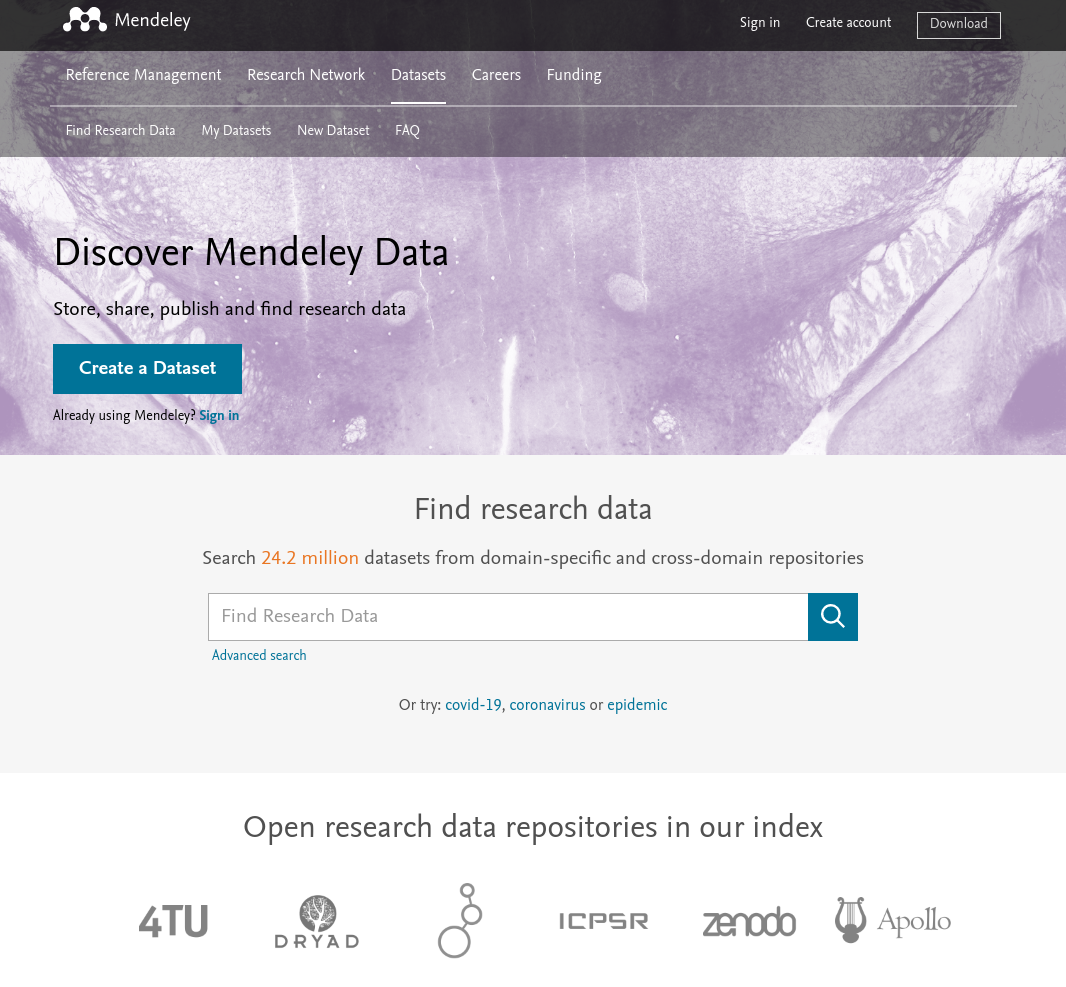 Mendeley
Sign in Create account Download
Reference Management Research Network Datasets Careers Funding
Find Research Data My Datasets New Dataset FAQ
Discover Mendeley Data
Store, share, publish and find research data
Create a Dataset
Already using Mendeley? Sign in
Find research data
Search 24.2 million datasets from domain-specific and cross-domain repositories
Find Research Data
Advanced search
Or try: covid-19, coronavirus or epidemic
Open research data repositories in our index
4TU DRYAD ICPSR zenodo Apollo